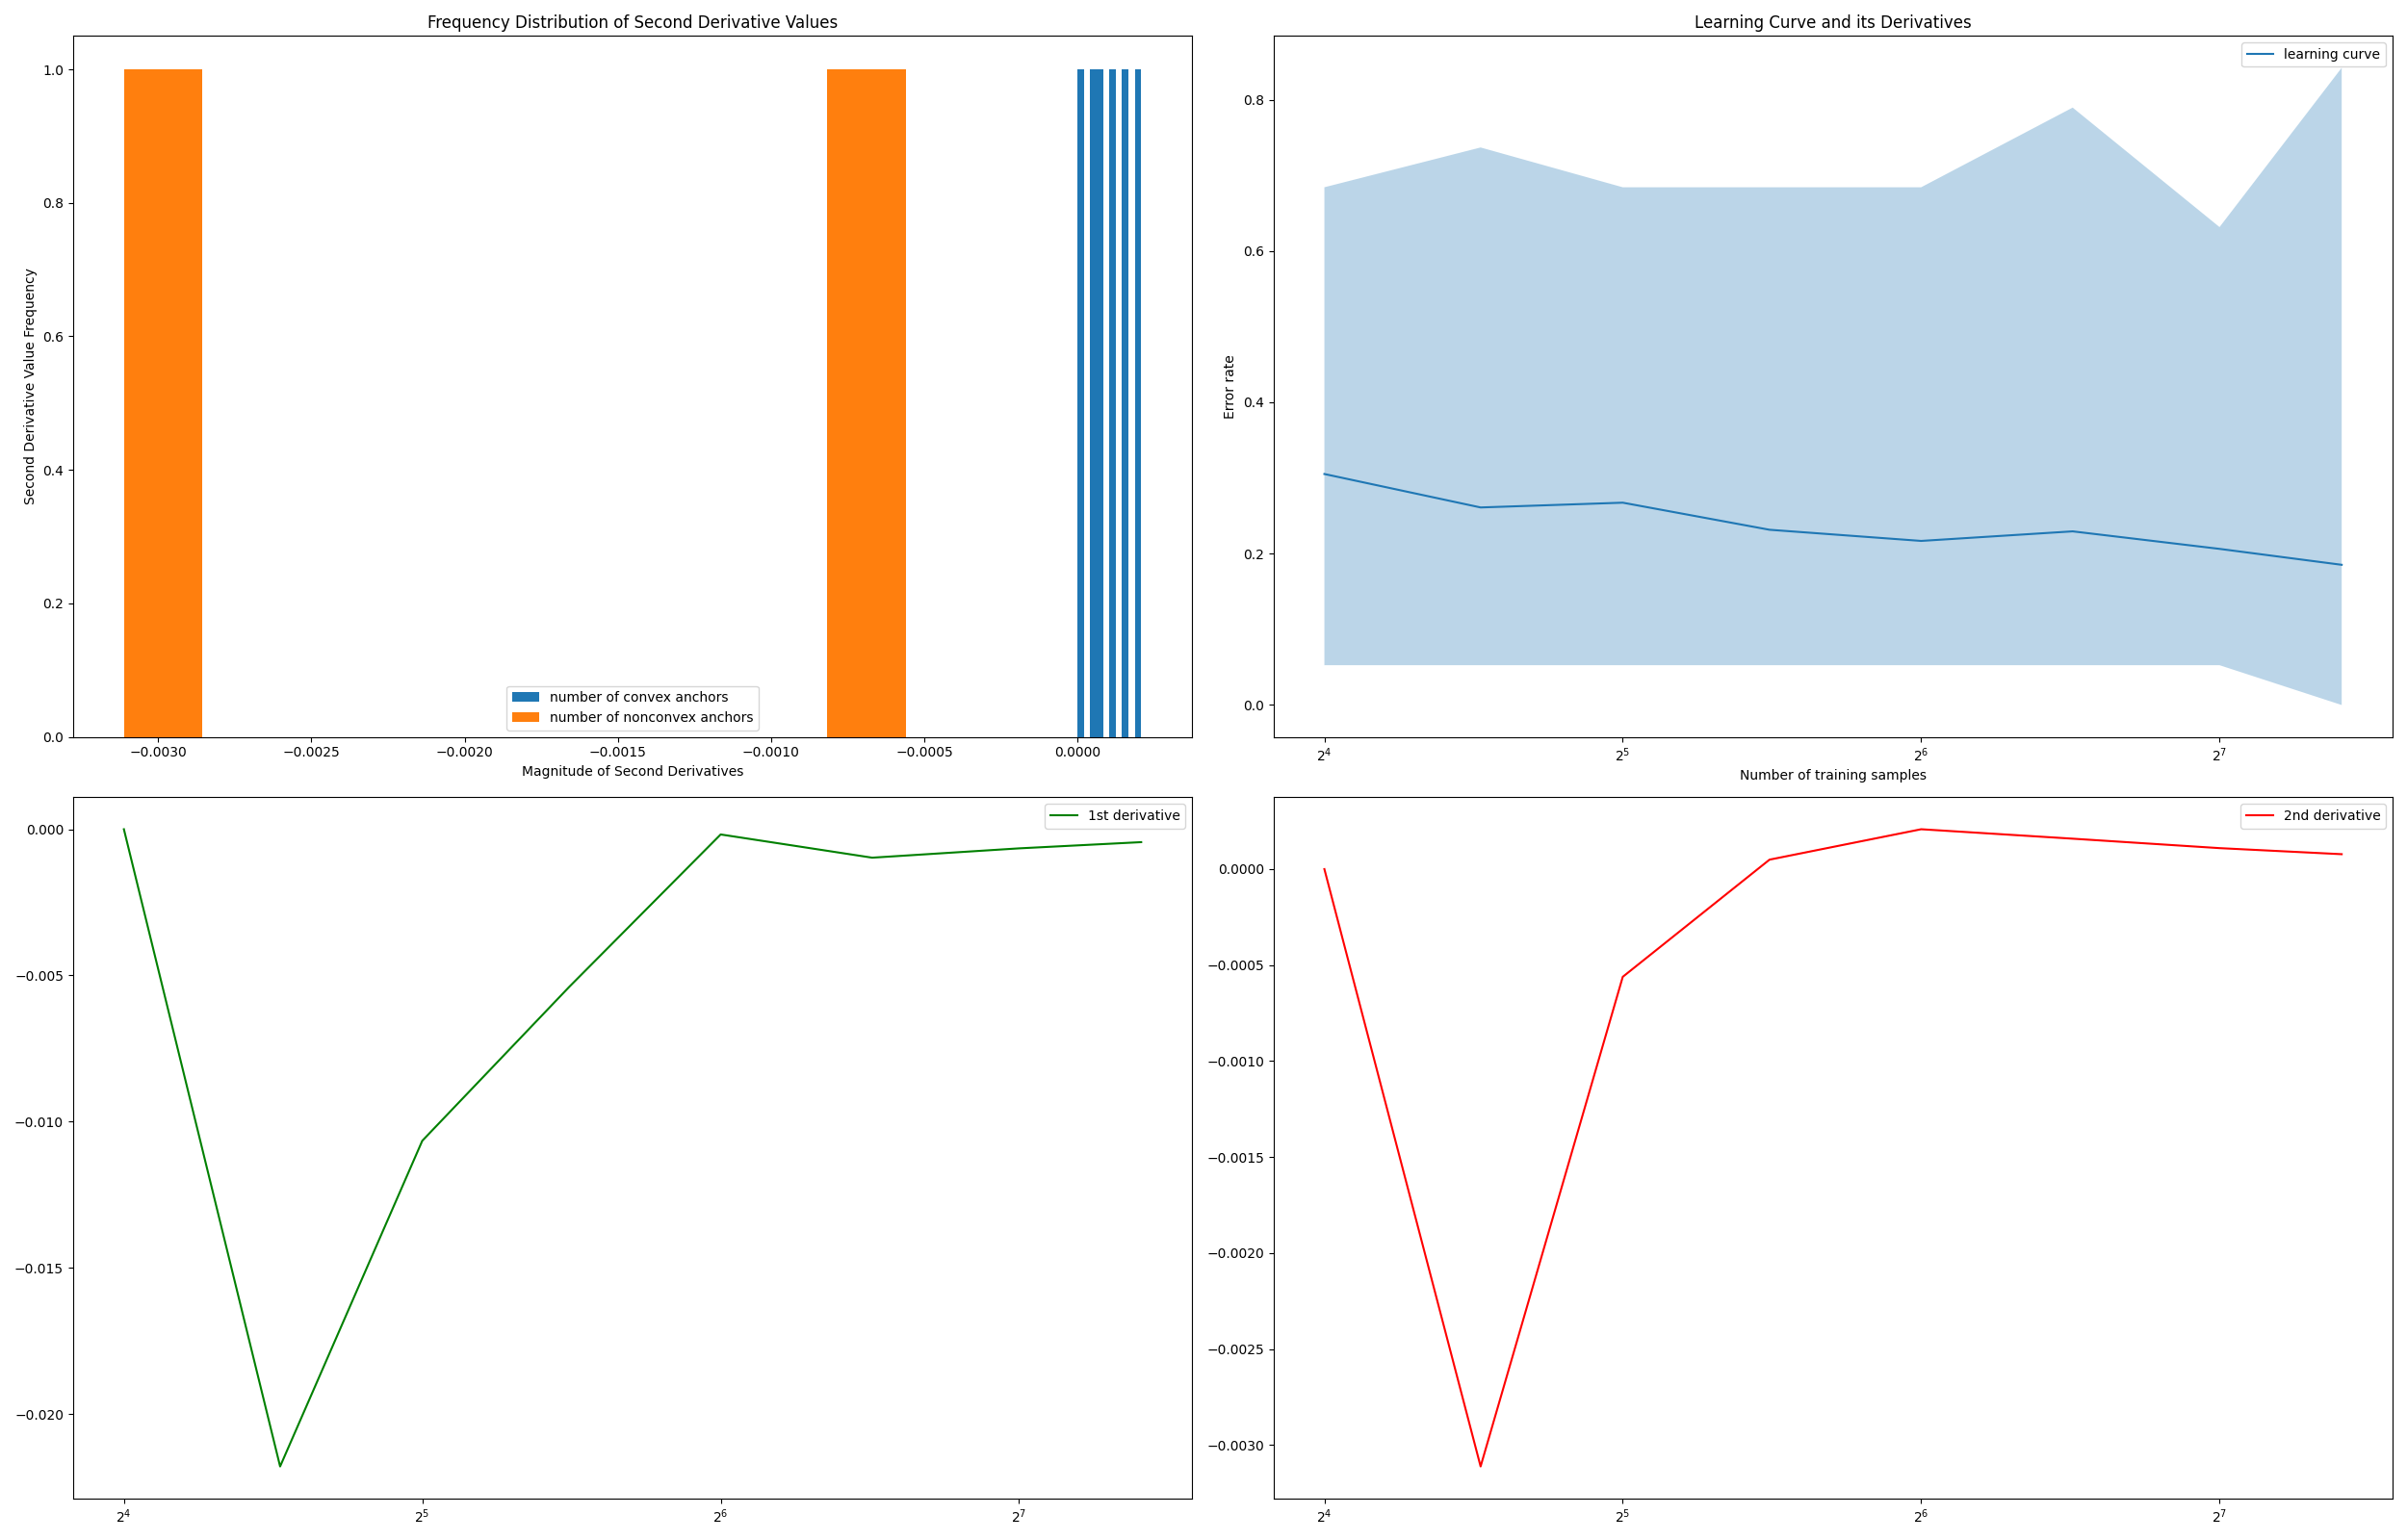 Frequency Distribution of Second Derivative Values
Second Derivative Value Frequency
1.0
0.8
0.6
0.4
0.2
0.0
number of convex anchors
number of nonconvex anchors
−0.0030 −0.0025 −0.0020 −0.0015 −0.0010 −0.0005 0.0000
Magnitude of Second Derivatives
Learning Curve and its Derivatives
learning curve
Error rate
0.8
0.6
0.4
0.2
0.0
2⁴ 2⁵ 2⁶ 2⁷
Number of training samples
1st derivative
0.000
−0.005
−0.010
−0.015
−0.020
2⁴ 2⁵ 2⁶ 2⁷
2nd derivative
0.0000
−0.0005
−0.0010
−0.0015
−0.0020
−0.0025
−0.0030
2⁴ 2⁵ 2⁶ 2⁷